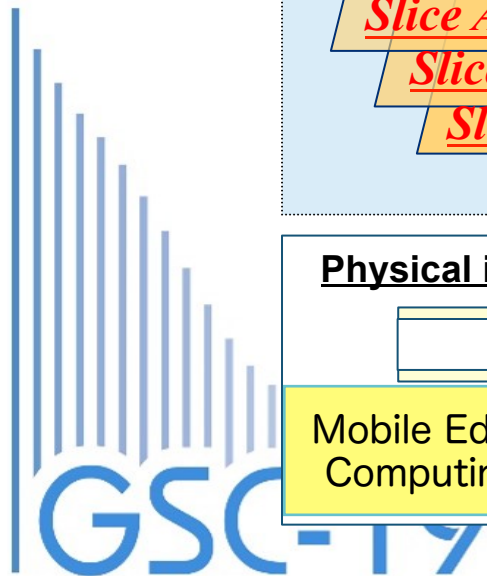 Slice A
Slice
Sl
Physical i
Mobile Ed
Computin
GSC-19